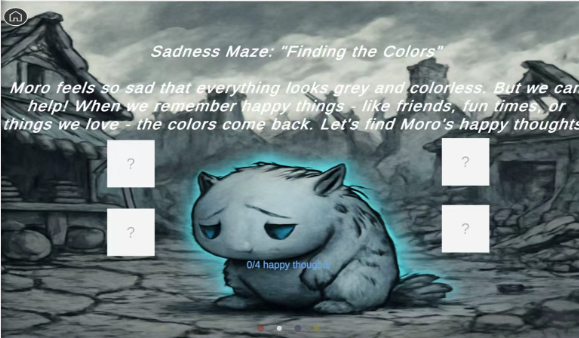 Sadness Maze: "Finding the Colors"
Moro feels so sad that everything looks grey and colorless. But we can
help! When we remember happy things - like friends, fun times, or
things we love - the colors come back. Let's find Moro's happy thoughts
?
?
?
?
0/4 happy thoughts